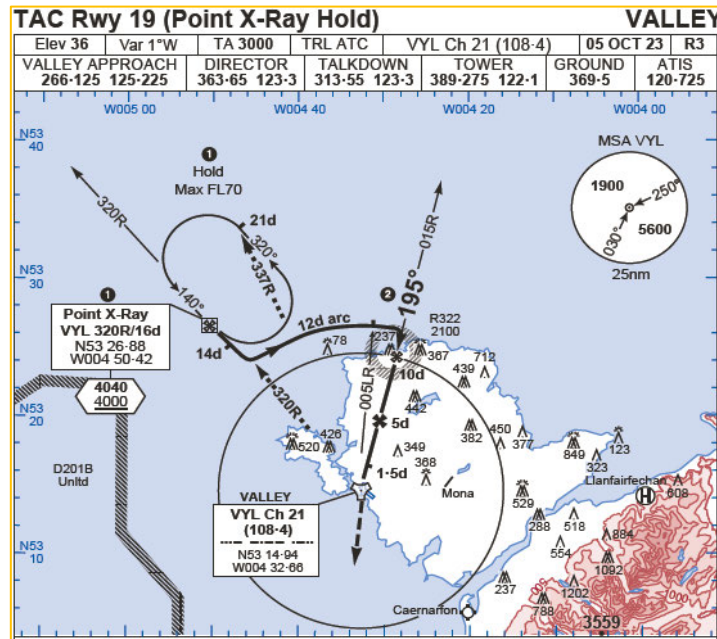 TAC Rwy 19 (Point X-Ray Hold) VALLEY
Elev 36 Var 1°W TA 3000 TRL ATC VYL Ch 21 (108·4) 05 OCT 23 R3
VALLEY APPROACH DIRECTOR TALKDOWN TOWER GROUND ATIS
266·125 125·225 363·65 123·3 313·55 123·3 389·275 122·1 369·5 120·725
W005 00 W004 40 W004 20 W004 00
N53
40
1
Hold
Max FL70
MSA VYL
1900
250°
5600
030°
25nm
320R
21d
320°
337R
015R
N53
30
140°
1
Point X-Ray
VYL 320R/16d
N53 26·88
W004 50·42
2
12d arc
195°
R322
2100
14d
78
237
367
712
10d
439
4040
4000
N53
20
320R
005LR
442
5d
382
450
377
849
123
323
426
520
349
368
1·5d
D201B
Unltd
Mona
Llanfairfechan
H
608
VALLEY
VYL Ch 21
(108·4)
N53 14·94
W004 32·66
529
288
518
884
554
1092
N53
10
237
1202
1000
788
Caernarfon
3559